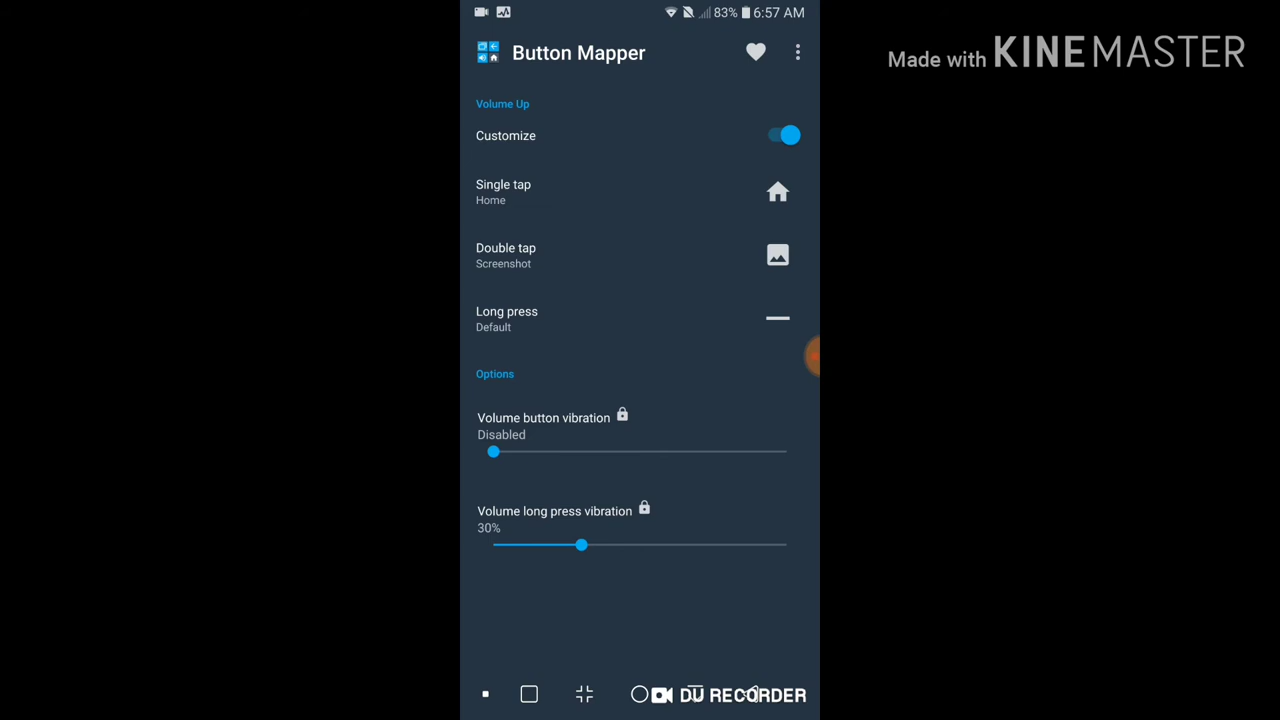 83% 6:57 AM
Made with KINEMASTER
Button Mapper
Volume Up
Customize
Single tap
Home
Double tap
Screenshot
Long press
Default
Options
Volume button vibration
Disabled
Volume long press vibration
30%
DU RECORDER